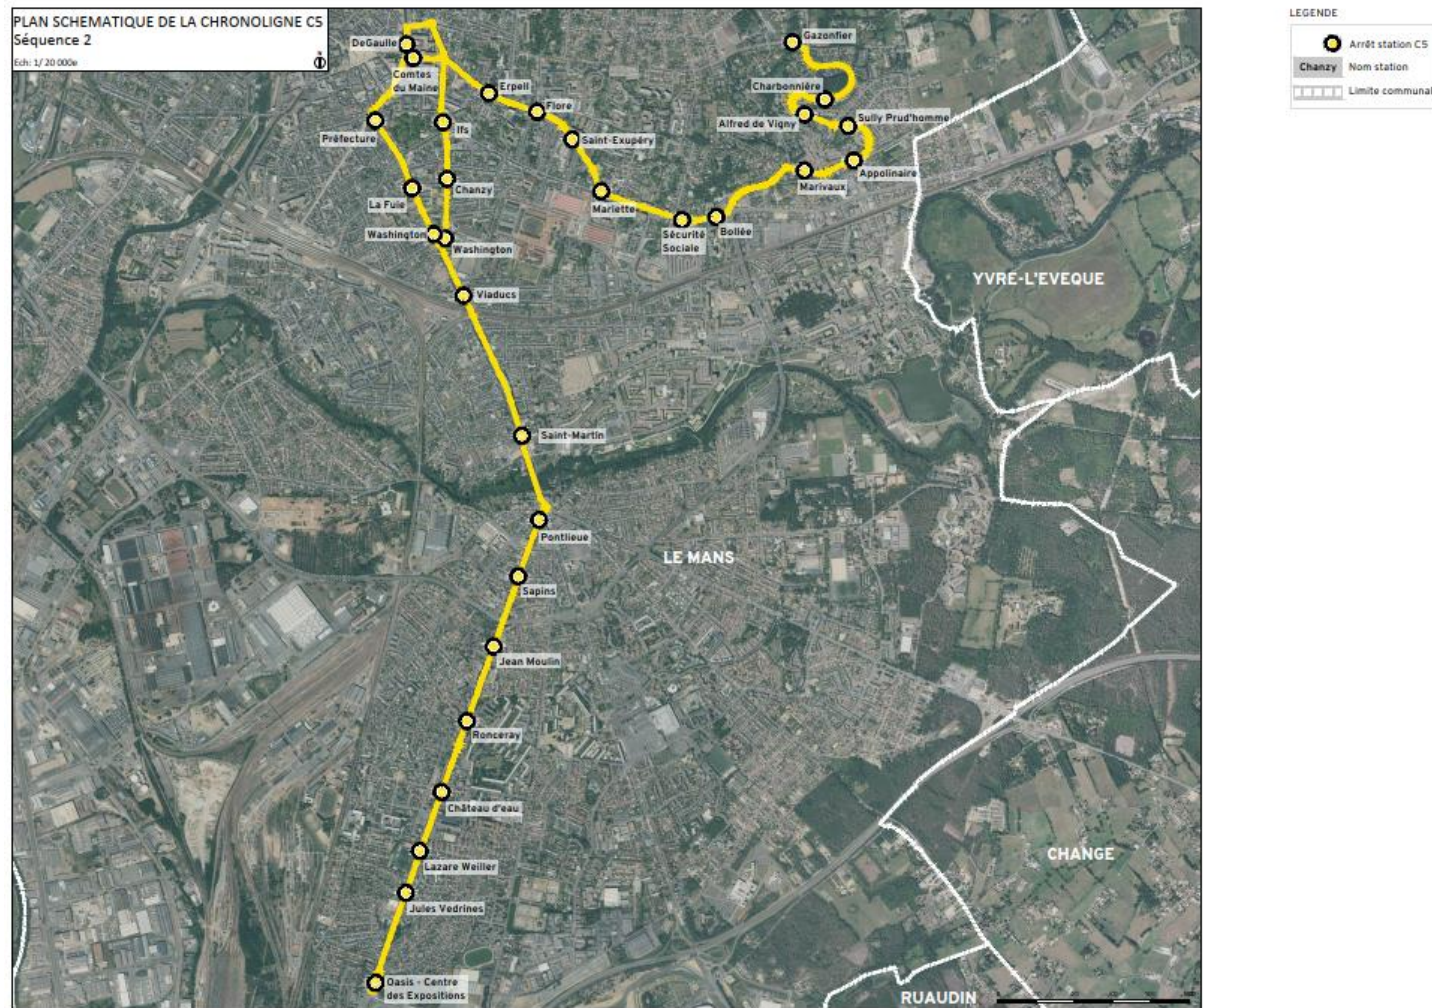 PLAN SCHEMATIQUE DE LA CHRONOLIGNE C5
Séquence 2
Ech: 1/ 20 000e
N
LEGENDE
Arrêt station C5
Chanzy
Nom station
Limite communal
DeGaulle
Comtes
du Maine
Erpell
Flore
Préfecture
Ifs
Saint-Exupéry
Chanzy
La Fuie
Mariette
Washington
Washington
Sécurité
Sociale
Bollée
Viaducs
Gazonfier
Charbonnière
Alfred de Vigny
Sully Prud'homme
Appolinaire
Marivaux
YVRE-L'EVEQUE
Saint-Martin
Pontlieue
LE MANS
Sapins
Jean Moulin
Ronceray
Château d'eau
Lazare Weiller
CHANGE
Jules Vedrines
Oasis - Centre
des Expositions
RUAUDIN